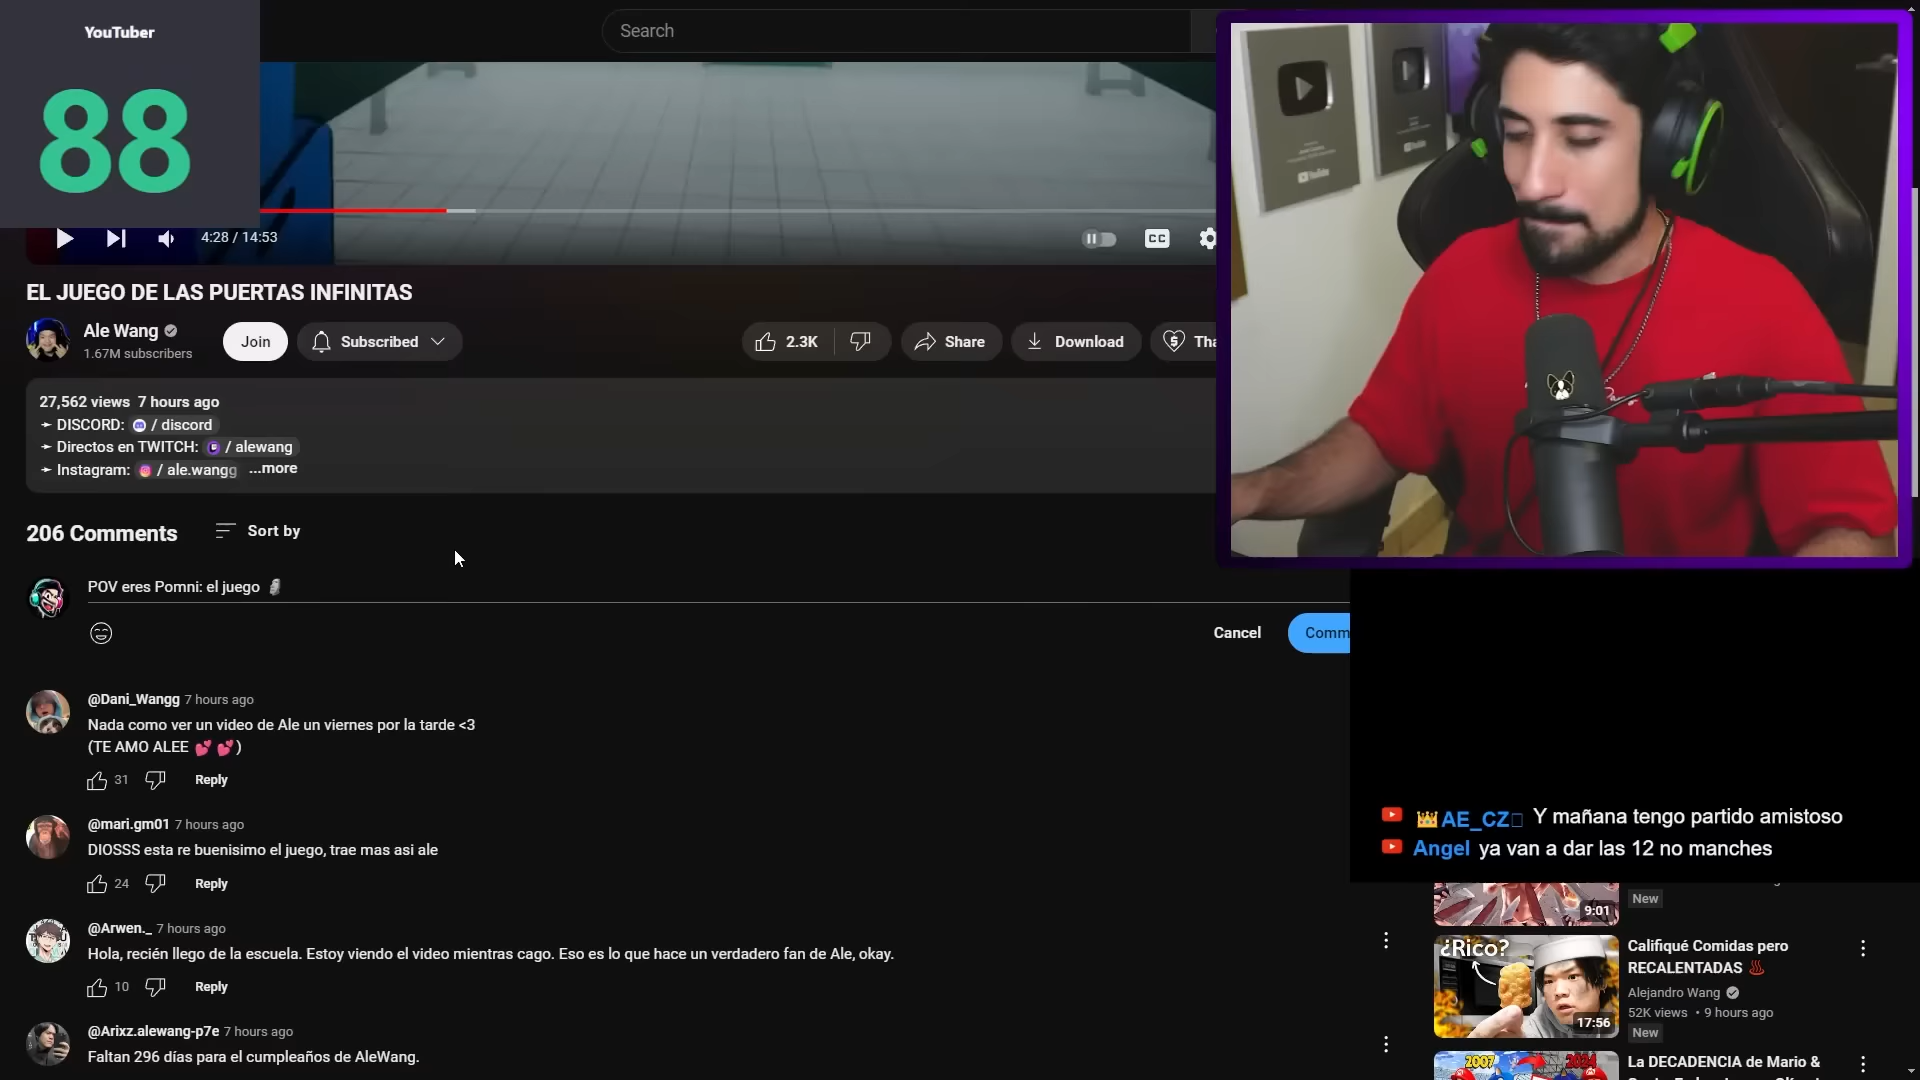 YouTuber
88
Search
4:28 / 14:53
CC
EL JUEGO DE LAS PUERTAS INFINITAS
Ale Wang
1.67M subscribers
Join
Subscribed
2.3K
Share
Download
Tha
27,562 views 7 hours ago
➛ DISCORD: / discord
➛ Directos en TWITCH: / alewang
➛ Instagram: / ale.wangg ...more
206 Comments
Sort by
POV eres Pomni: el juego 🗿
Cancel
Comm
@Dani_Wangg 7 hours ago
Nada como ver un video de Ale un viernes por la tarde <3
(TE AMO ALEE 💕 💕)
31
Reply
@mari.gm01 7 hours ago
DIOSSS esta re buenisimo el juego, trae mas asi ale
24
Reply
@Arwen._ 7 hours ago
Hola, recién llego de la escuela. Estoy viendo el video mientras cago. Eso es lo que hace un verdadero fan de Ale, okay.
10
Reply
@Arixz.alewang-p7e 7 hours ago
Faltan 296 días para el cumpleaños de AleWang.
YouTube
YouTube
👑AE_CZ Y mañana tengo partido amistoso
Angel ya van a dar las 12 no manches
9:01
New
¿Rico?
17:56
Califiqué Comidas pero
RECALENTADAS ♨️
Alejandro Wang
52K views • 9 hours ago
New
2007
2024
La DECADENCIA de Mario &